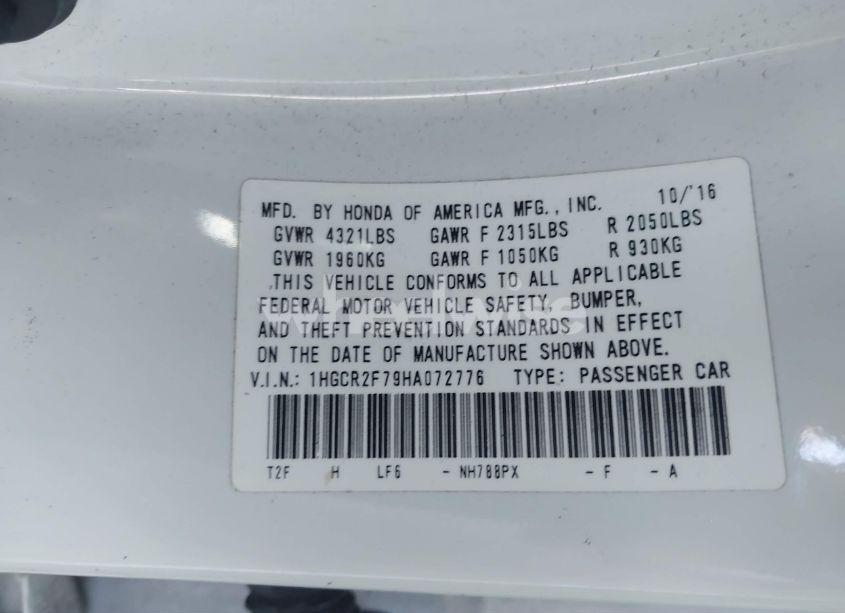 MFD. BY HONDA OF AMERICA MFG., INC. 10/'16
GVWR 4321LBS GAWR F 2315LBS R 2050LBS
GVWR 1960KG GAWR F 1050KG R 930KG
THIS VEHICLE CONFORMS TO ALL APPLICABLE
FEDERAL MOTOR VEHICLE SAFETY, BUMPER,
AND THEFT PREVENTION STANDARDS IN EFFECT
ON THE DATE OF MANUFACTURE SHOWN ABOVE.
V.I.N.: 1HGCR2F79HA072776 TYPE: PASSENGER CAR
T2F H LF6 - NH788PX - F - A